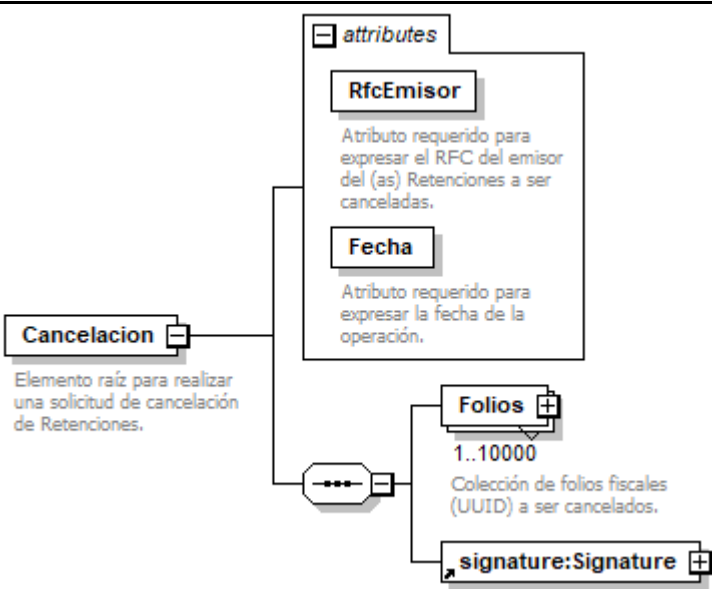 attributes
RfcEmisor
Atributo requerido para
expresar el RFC del emisor
del (as) Retenciones a ser
canceladas.
Fecha
Atributo requerido para
expresar la fecha de la
operación.
Cancelacion
Elemento raíz para realizar
una solicitud de cancelación
de Retenciones.
Folios
1..10000
Colección de folios fiscales
(UUID) a ser cancelados.
signature:Signature